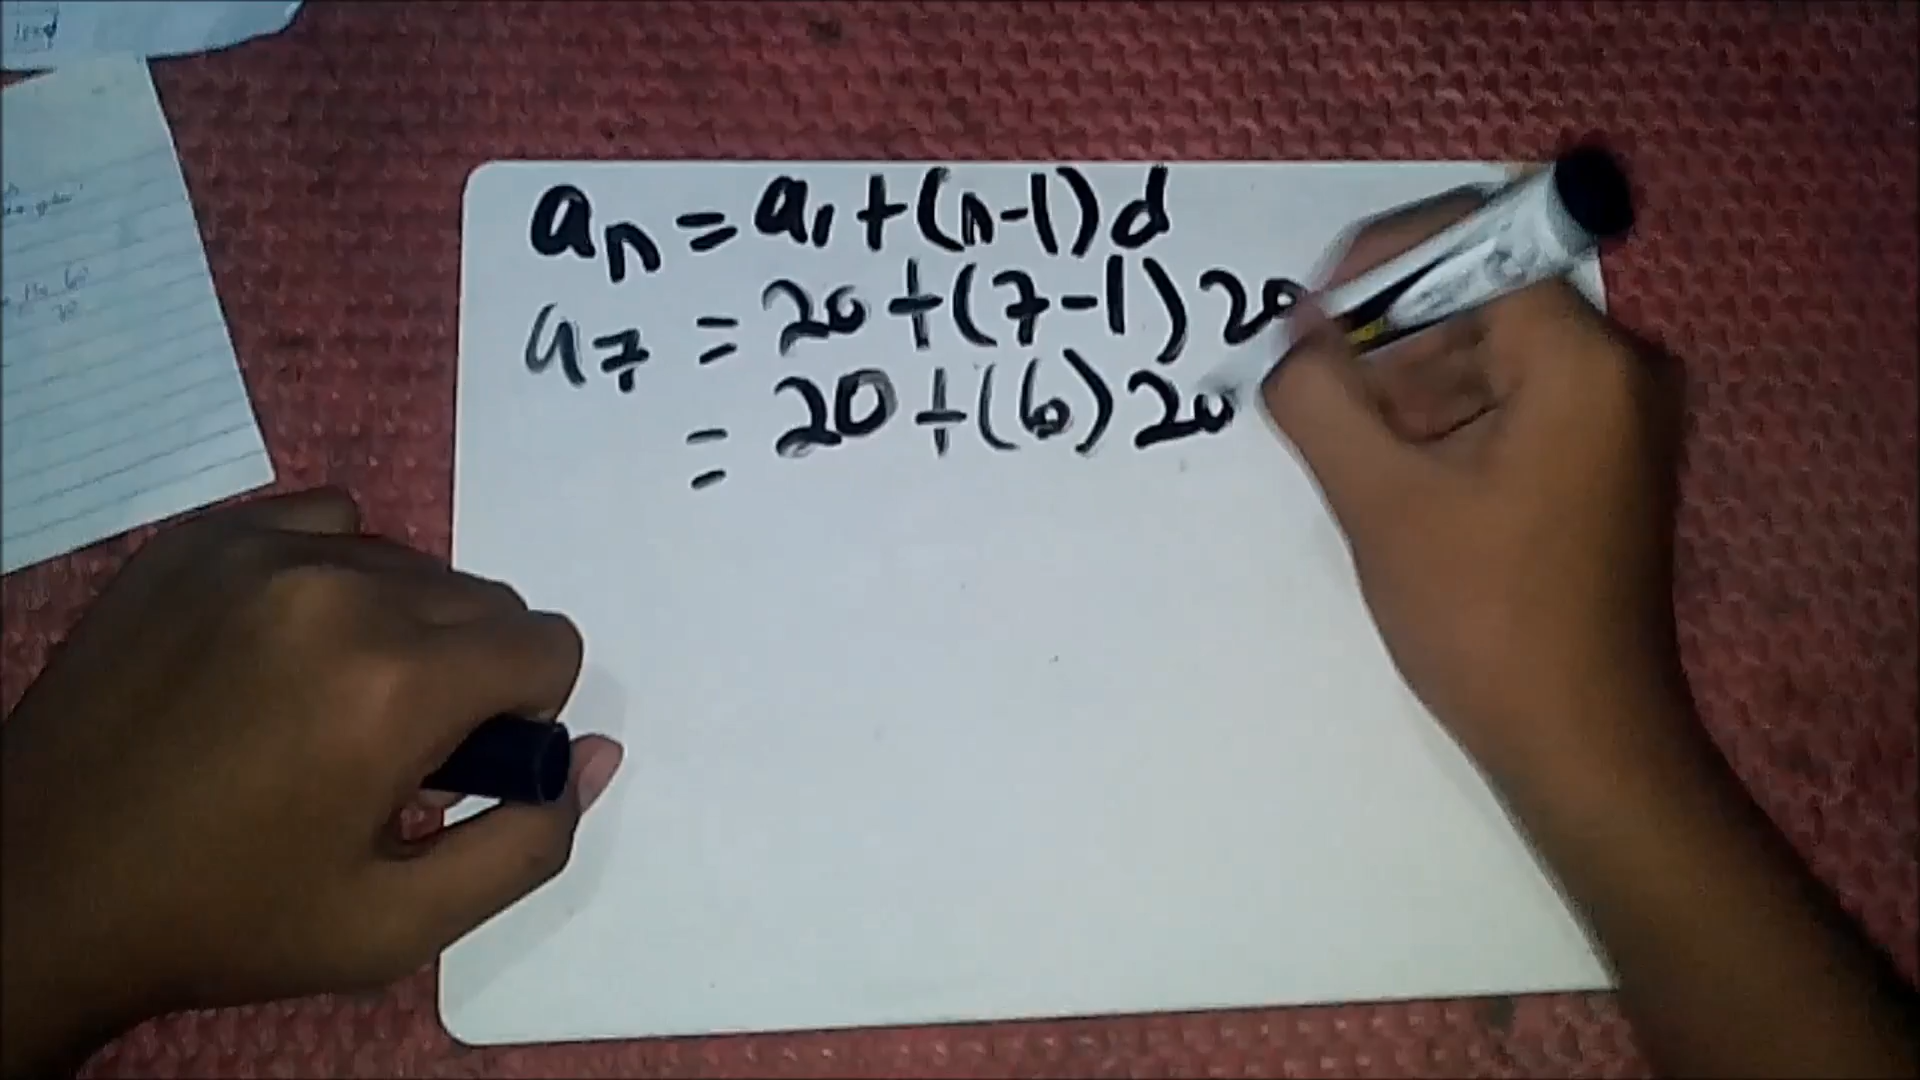 an = a1 + (n-1) d
a7 = 20 + (7-1) 20
= 20 + (6) 20